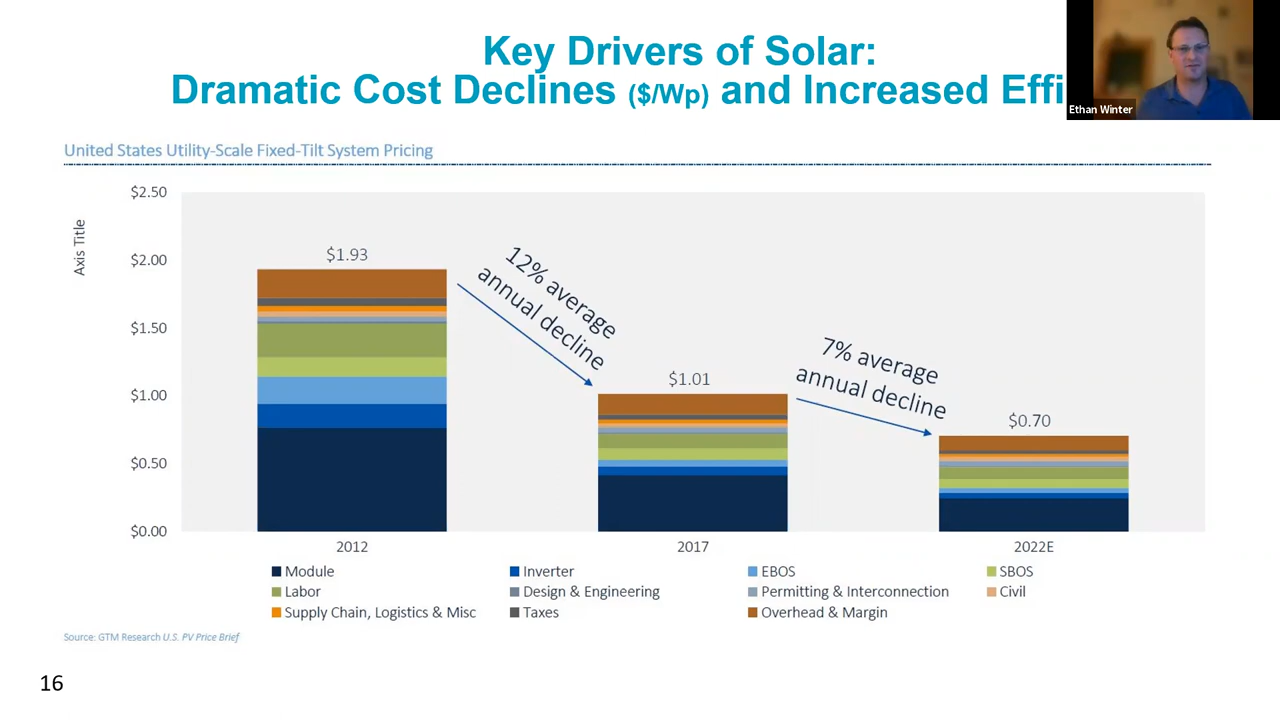 Key Drivers of Solar:
Dramatic Cost Declines ($/Wp) and Increased Effi
Ethan Winter
United States Utility-Scale Fixed-Tilt System Pricing
Axis Title
$2.50
$2.00
$1.50
$1.00
$0.50
$0.00
$1.93
12% average
annual decline
$1.01
7% average
annual decline
$0.70
2012
2017
2022E
Module
Inverter
EBOS
SBOS
Labor
Design & Engineering
Permitting & Interconnection
Civil
Supply Chain, Logistics & Misc
Taxes
Overhead & Margin
Source: GTM Research U.S. PV Price Brief
16